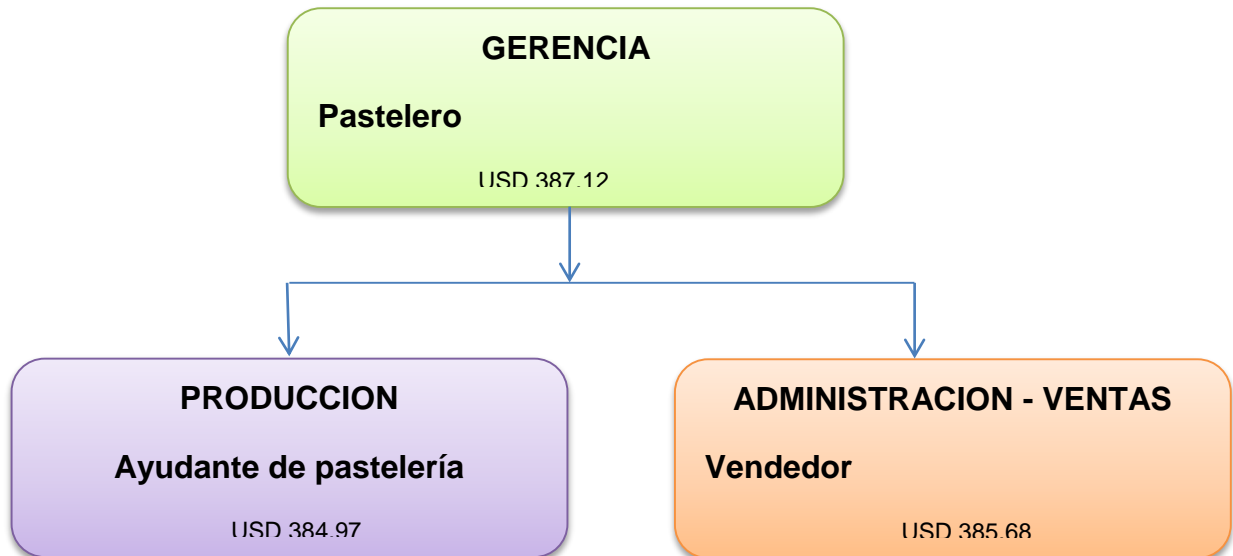 GERENCIA
Pastelero
USD 387.12
PRODUCCION
Ayudante de pastelería
USD 384.97
ADMINISTRACION - VENTAS
Vendedor
USD 385.68